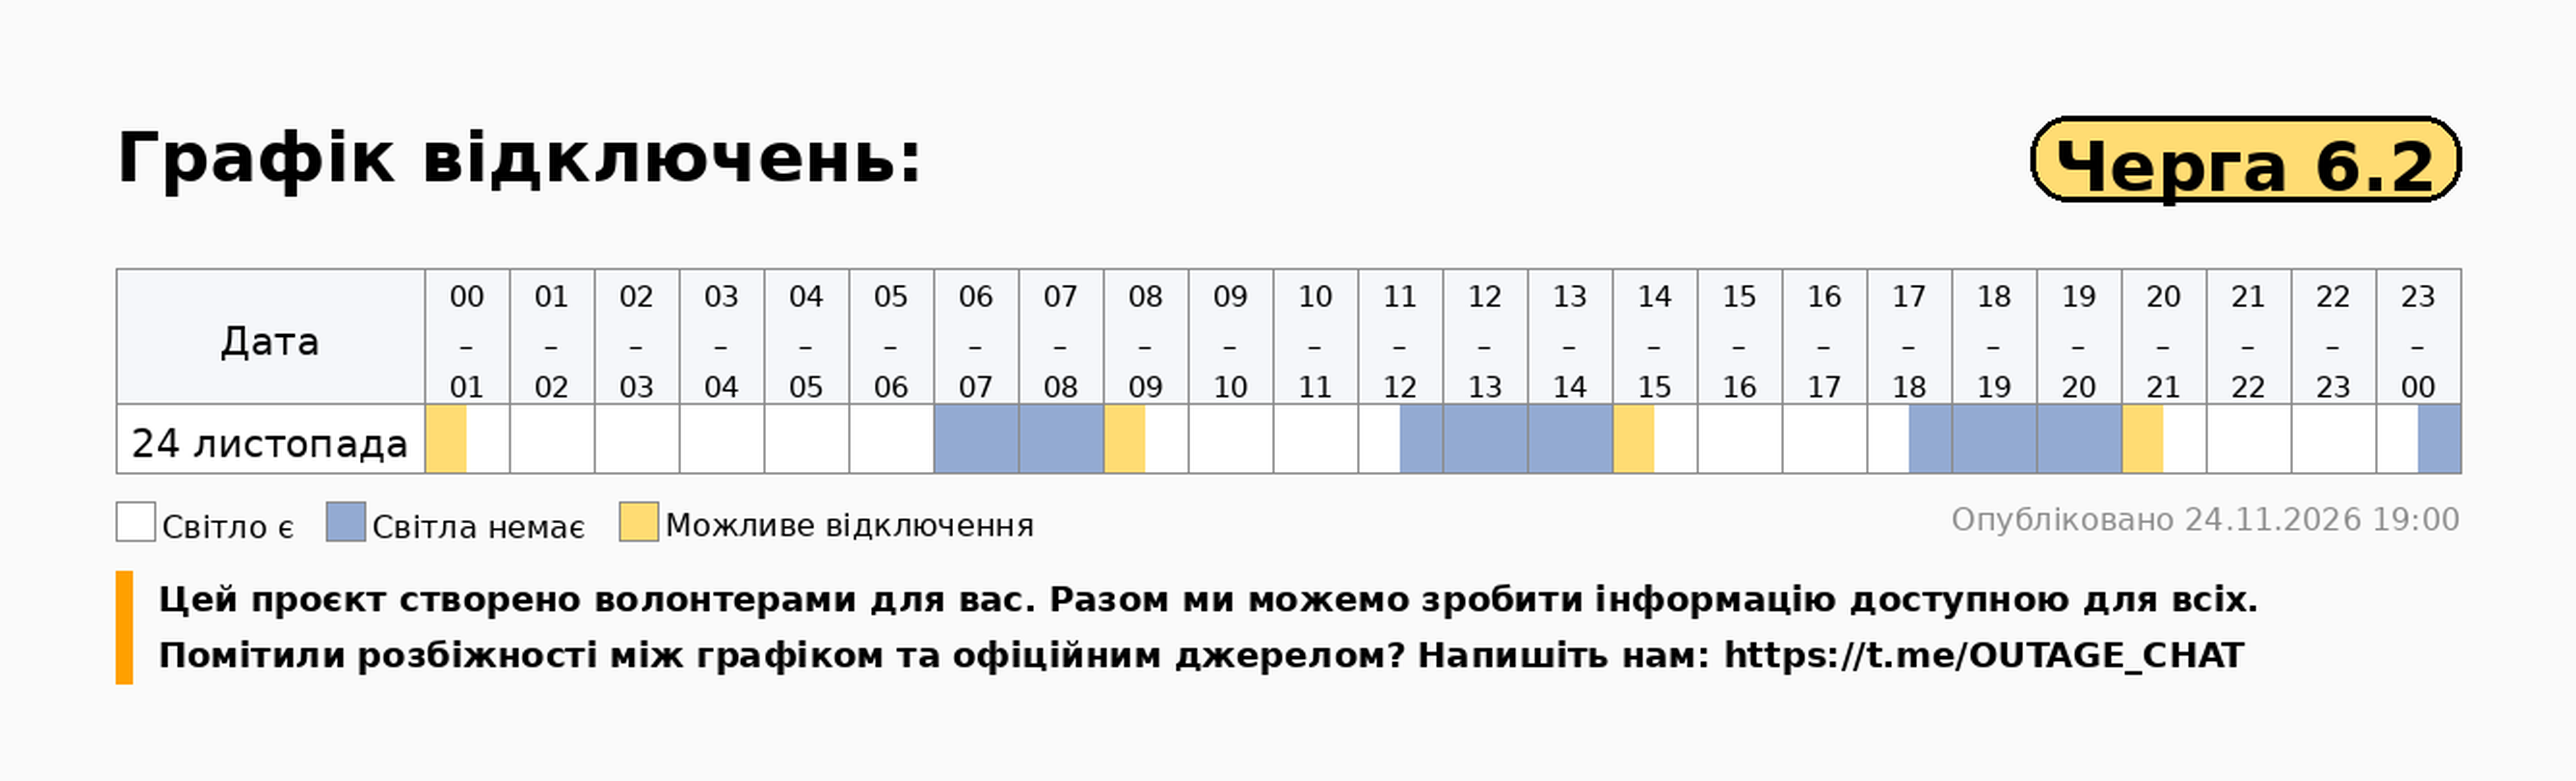 Графік відключень:
Черга 6.2
Дата
00 – 01
01 – 02
02 – 03
03 – 04
04 – 05
05 – 06
06 – 07
07 – 08
08 – 09
09 – 10
10 – 11
11 – 12
12 – 13
13 – 14
14 – 15
15 – 16
16 – 17
17 – 18
18 – 19
19 – 20
20 – 21
21 – 22
22 – 23
23 – 00
24 листопада
Світло є
Світла немає
Можливе відключення
Опубліковано 24.11.2026 19:00
Цей проєкт створено волонтерами для вас. Разом ми можемо зробити інформацію доступною для всіх.
Помітили розбіжності між графіком та офіційним джерелом? Напишіть нам: https://t.me/OUTAGE_CHAT